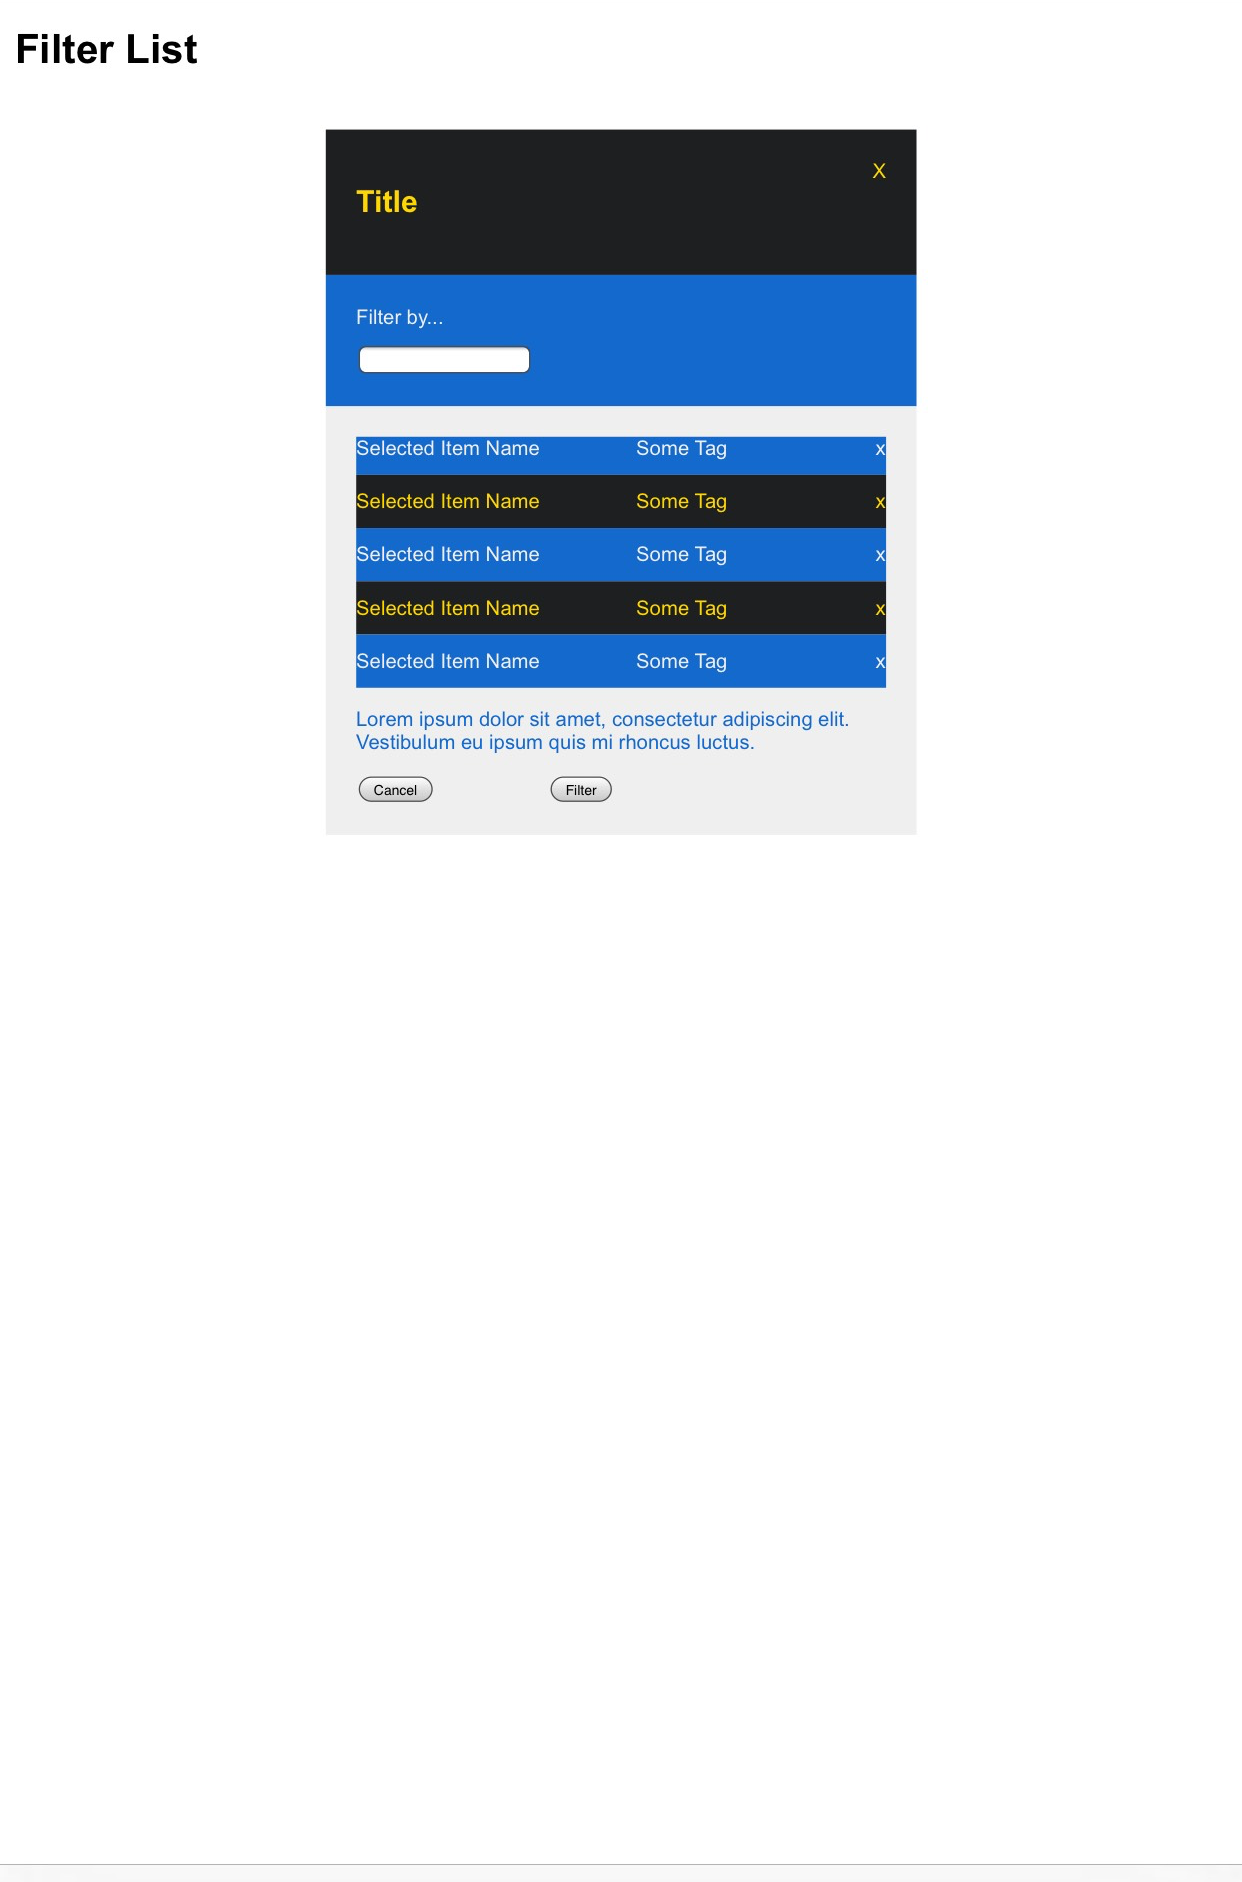 Filter List
X
Title
Filter by...
Selected Item Name Some Tag x
Selected Item Name Some Tag x
Selected Item Name Some Tag x
Selected Item Name Some Tag x
Selected Item Name Some Tag x
Lorem ipsum dolor sit amet, consectetur adipiscing elit.
Vestibulum eu ipsum quis mi rhoncus luctus.
Cancel Filter